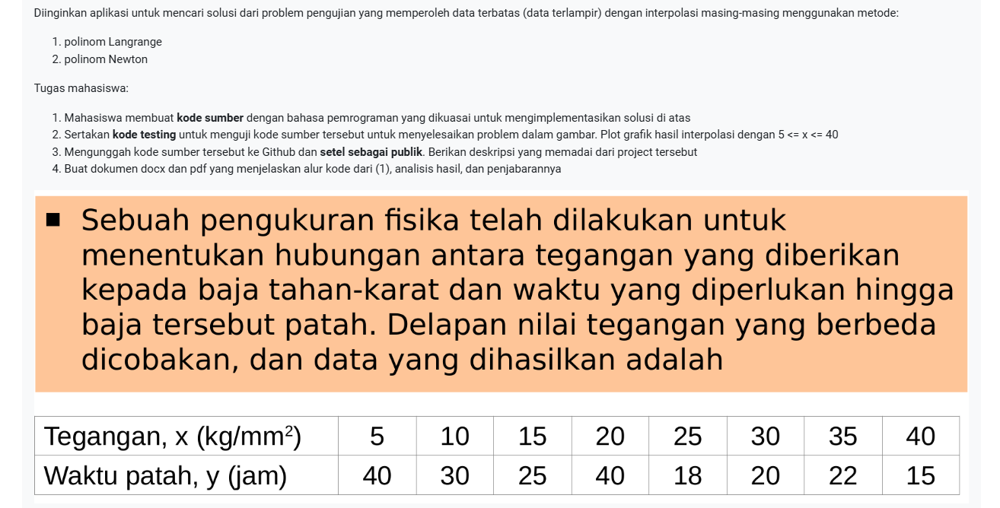 Diinginkan aplikasi untuk mencari solusi dari problem pengujian yang memperoleh data terbatas (data terlampir) dengan interpolasi masing-masing menggunakan metode:
1. polinom Langrange
2. polinom Newton
Tugas mahasiswa:
1. Mahasiswa membuat kode sumber dengan bahasa pemrograman yang dikuasai untuk mengimplementasikan solusi di atas
2. Sertakan kode testing untuk menguji kode sumber tersebut untuk menyelesaikan problem dalam gambar. Plot grafik hasil interpolasi dengan 5 <= x <= 40
3. Mengunggah kode sumber tersebut ke Github dan setel sebagai publik. Berikan deskripsi yang memadai dari project tersebut
4. Buat dokumen docx dan pdf yang menjelaskan alur kode dari (1), analisis hasil, dan penjabarannya
■ Sebuah pengukuran fisika telah dilakukan untuk
menentukan hubungan antara tegangan yang diberikan
kepada baja tahan-karat dan waktu yang diperlukan hingga
baja tersebut patah. Delapan nilai tegangan yang berbeda
dicobakan, dan data yang dihasilkan adalah
Tegangan, x (kg/mm²) 5 10 15 20 25 30 35 40
Waktu patah, y (jam) 40 30 25 40 18 20 22 15